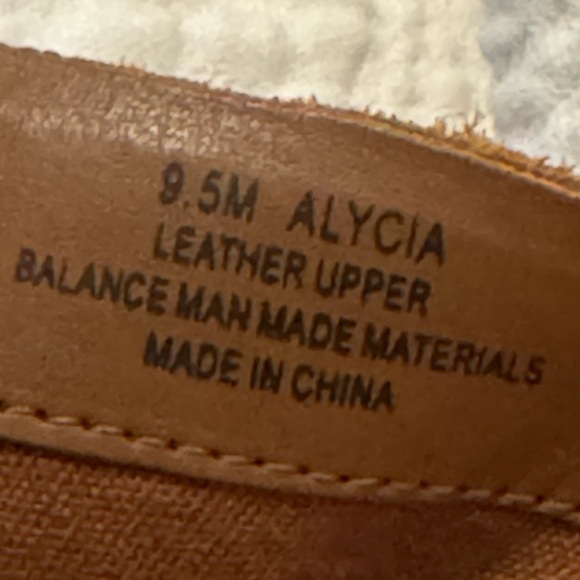 9.5M ALYCIA
LEATHER UPPER
BALANCE MAN MADE MATERIALS
MADE IN CHINA